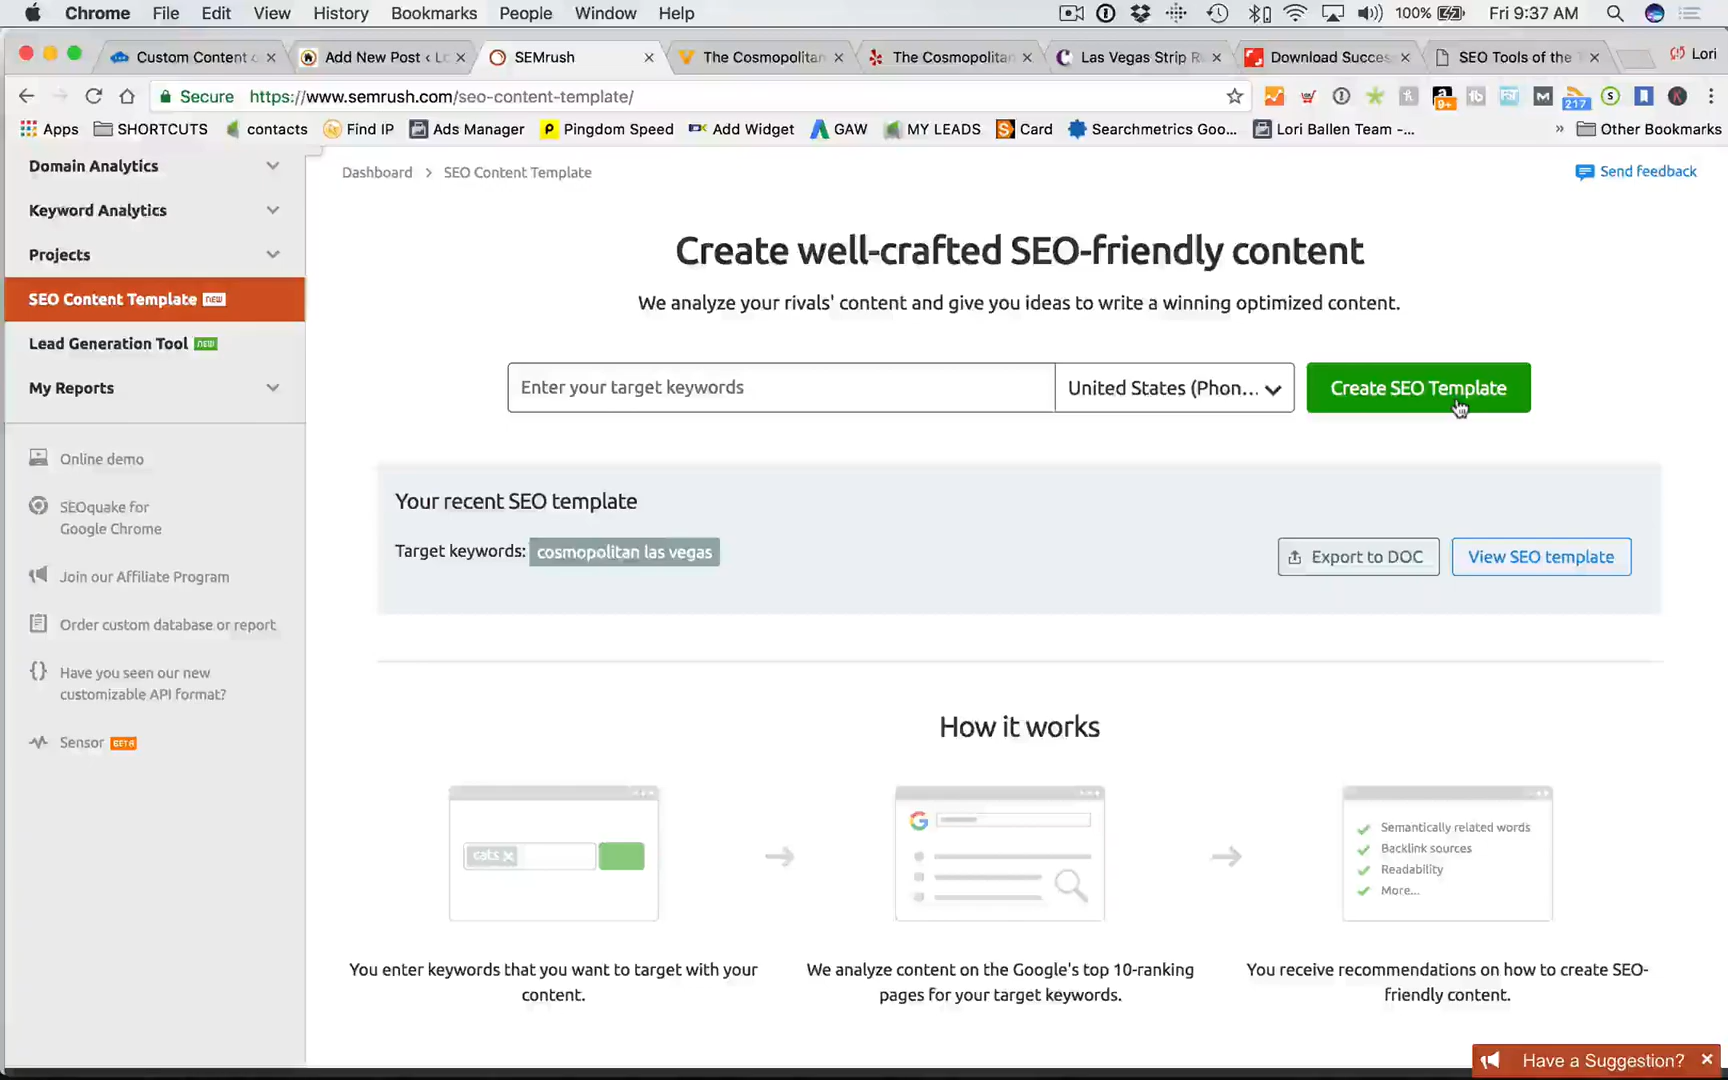 Chrome File Edit View History Bookmarks People Window Help 100% Fri 9:37 AM
Custom Content c Add New Post ‹ Lo SEMrush The Cosmopolitan The Cosmopolitan Las Vegas Strip R Download Succes SEO Tools of the T Lori
Secure https://www.semrush.com/seo-content-template/ 9+ 217
Apps SHORTCUTS contacts Find IP Ads Manager Pingdom Speed Add Widget GAW MY LEADS Card Searchmetrics Goo... Lori Ballen Team -... » Other Bookmarks
Domain Analytics
Keyword Analytics
Projects
SEO Content Template NEW
Lead Generation Tool NEW
My Reports
Online demo
SEOquake for
Google Chrome
Join our Affiliate Program
Order custom database or report
Have you seen our new
customizable API format?
Sensor BETA
Dashboard > SEO Content Template
Send feedback
Create well-crafted SEO-friendly content
We analyze your rivals' content and give you ideas to write a winning optimized content.
Enter your target keywords United States (Phon... Create SEO Template
Your recent SEO template
Target keywords: cosmopolitan las vegas
Export to DOC View SEO template
How it works
cats x
Semantically related words
Backlink sources
Readability
More...
You enter keywords that you want to target with your
content.
We analyze content on the Google's top 10-ranking
pages for your target keywords.
You receive recommendations on how to create SEO-
friendly content.
Have a Suggestion? ×